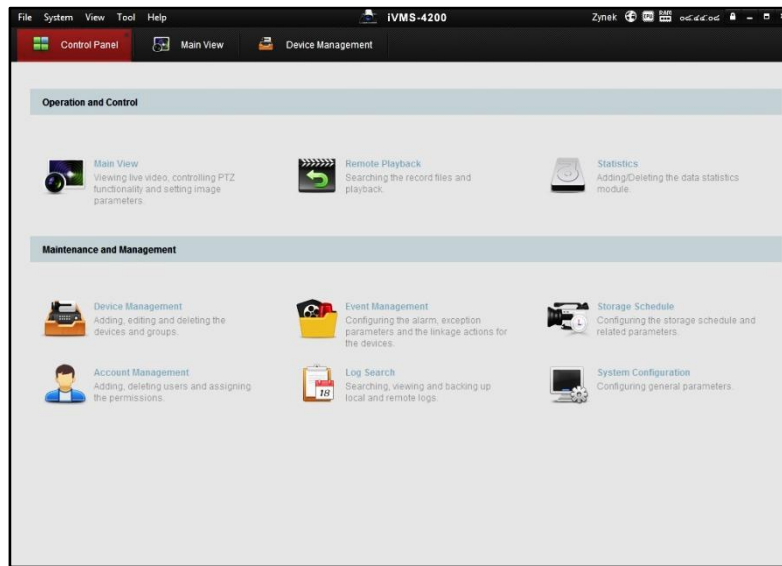 File System View Tool Help iVMS-4200 Zynek CPU RAM
Control Panel Main View Device Management
Operation and Control
Main View
Viewing live video, controlling PTZ
functionality and setting image
parameters.
Remote Playback
Searching the record files and
playback.
Statistics
Adding/Deleting the data statistics
module.
Maintenance and Management
Device Management
Adding, editing and deleting the
devices and groups.
Event Management
Configuring the alarm, exception
parameters and the linkage actions for
the devices.
Storage Schedule
Configuring the storage schedule and
related parameters.
Account Management
Adding, deleting users and assigning
the permissions.
Log Search
Searching, viewing and backing up
local and remote logs.
18
System Configuration
Configuring general parameters.